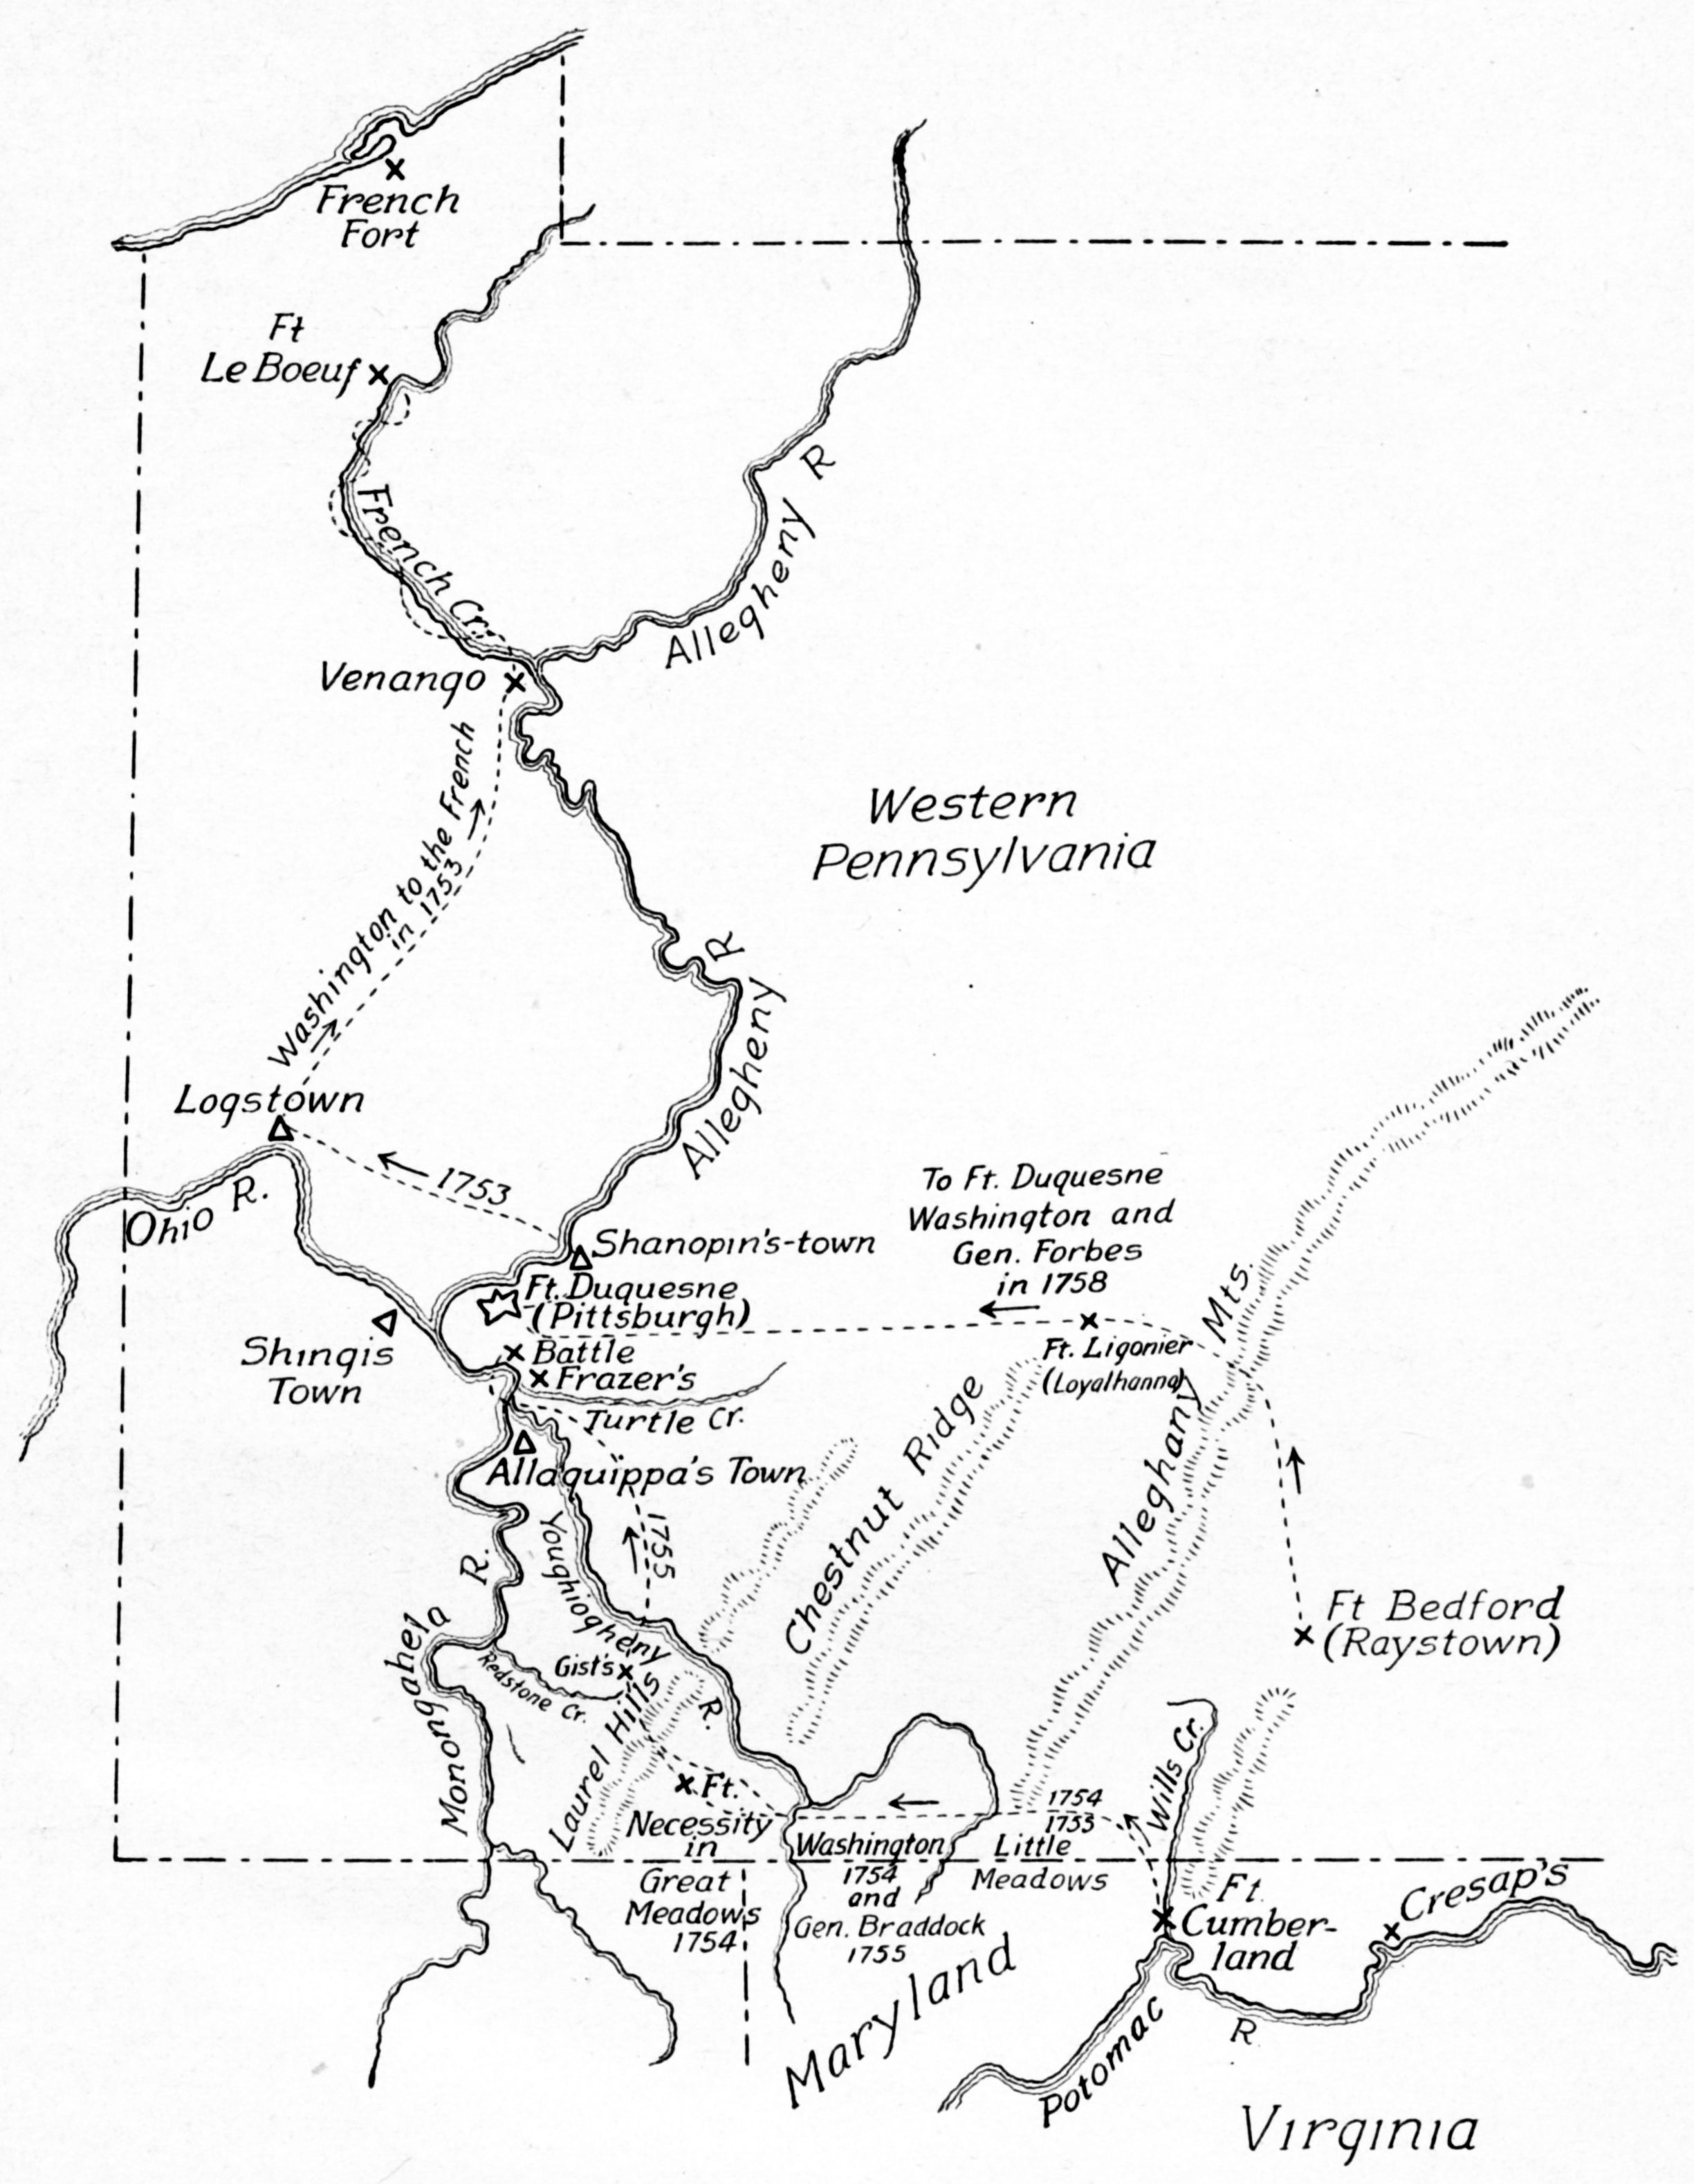 French
Fort
Ft
Le Boeuf
French Cr.
Allegheny R
Venango
Washington to the French
in 1753
Western
Pennsylvania
Allegheny R
Logstown
1753
Ohio R.
Shanopin's-town
To Ft. Duquesne
Washington and
Gen. Forbes
in 1758
Ft. Duquesne
(Pittsburgh)
Shingis
Town
Battle
Frazer's
Turtle Cr.
Allaquippa's Town
Ft. Ligonier
(Loyalhanna)
Alleghany Mts.
Chestnut Ridge
1755
Youghiogheny R.
Monongahela R.
Redstone Cr.
Gist's
Laurel Hills
Ft Bedford
(Raystown)
Wills Cr.
Ft.
Necessity
in
Great
Meadows
1754
Washington
1754
and
Gen. Braddock
1755
1754
1753
Little
Meadows
Ft.
Cumber-
land
Cresap's
Maryland
Potomac R
Virginia